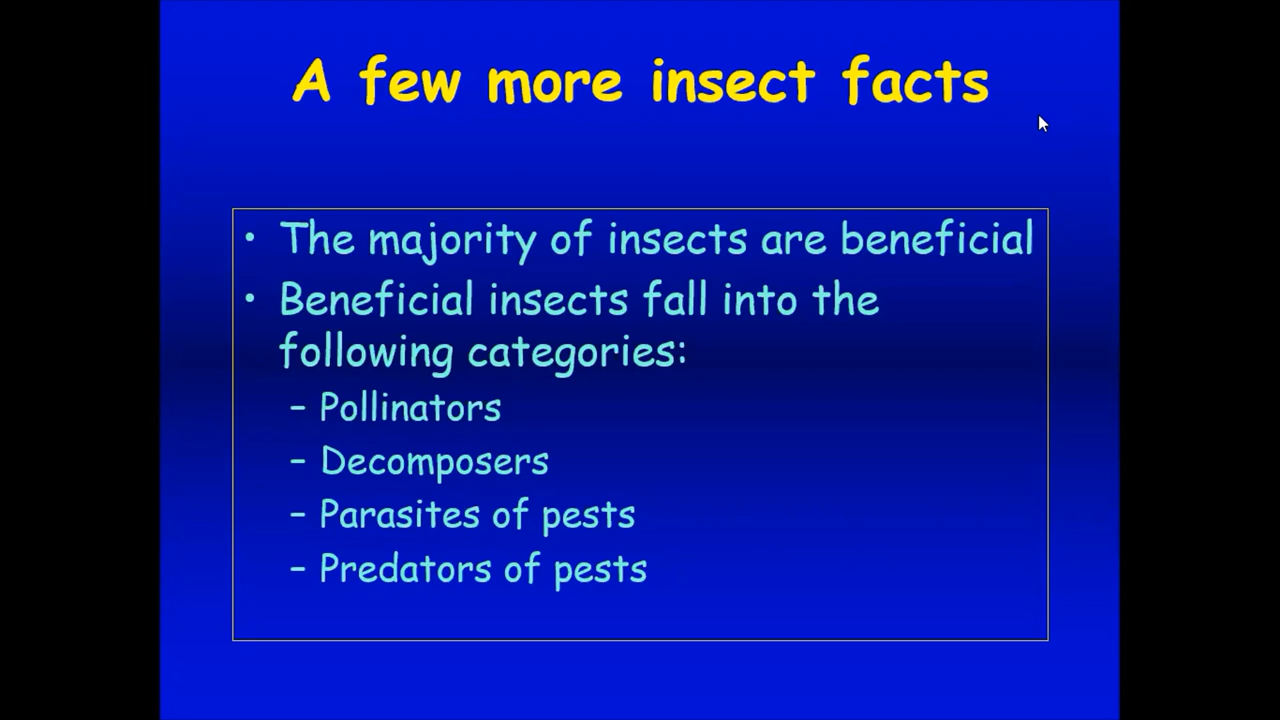 A few more insect facts
• The majority of insects are beneficial
• Beneficial insects fall into the
following categories:
– Pollinators
– Decomposers
– Parasites of pests
– Predators of pests